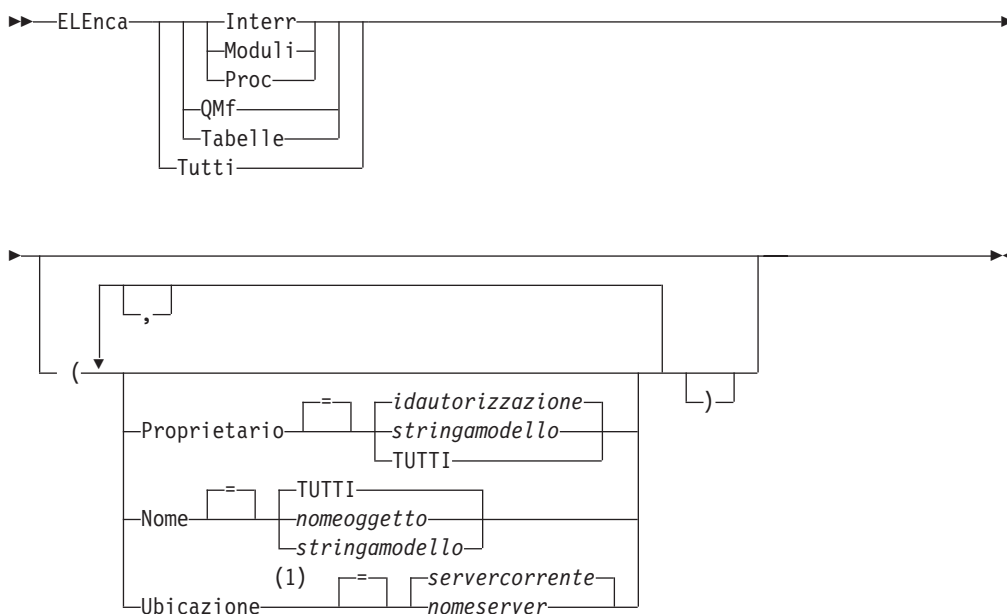 ELEnca
Interr
Moduli
Proc
QMf
Tabelle
Tutti
,
(
)
Proprietario = idautorizzazione
stringamodello
TUTTI
Nome = TUTTI
nomeoggetto
stringamodello
(1)
Ubicazione = servercorrente
nomeserver